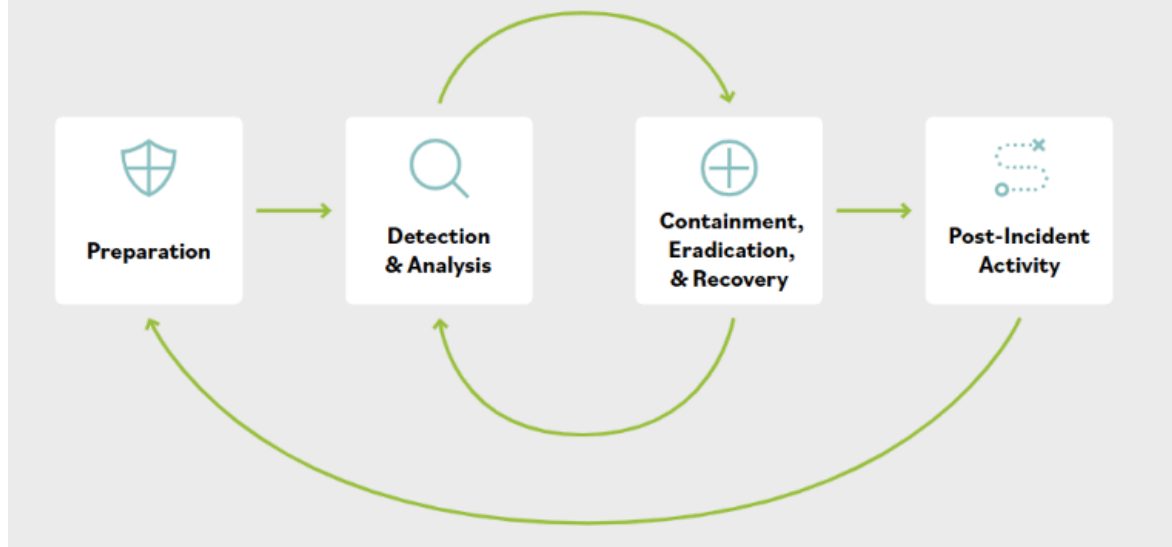 Preparation
Detection
& Analysis
Containment,
Eradication,
& Recovery
Post-Incident
Activity